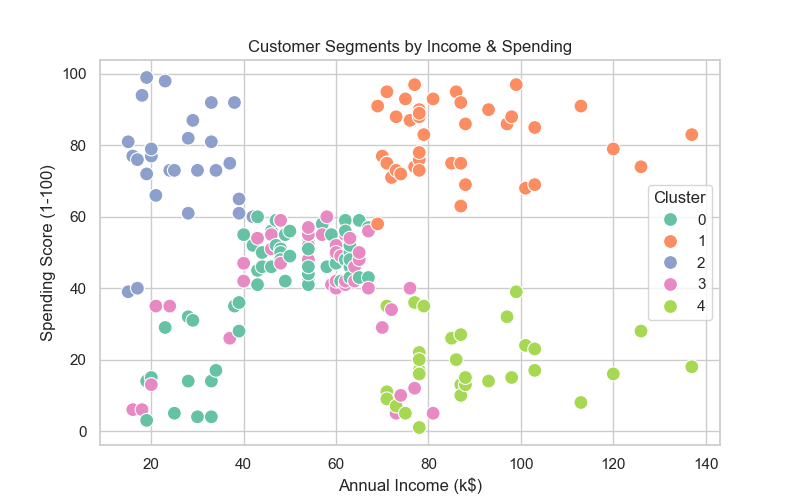 Customer Segments by Income & Spending
Spending Score (1-100)
100
80
60
40
20
0
Cluster
0
1
2
3
4
20 40 60 80 100 120 140
Annual Income (k$)